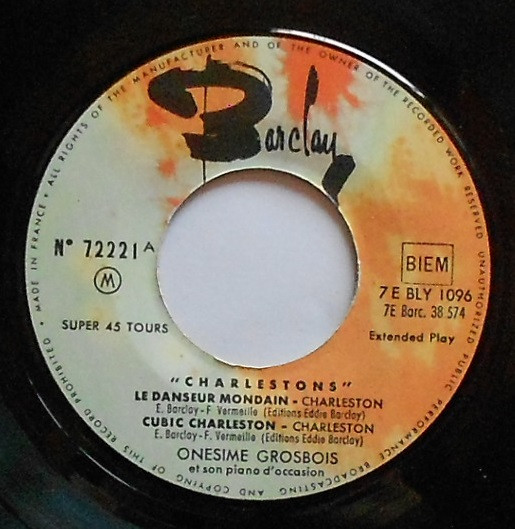 ALL RIGHTS OF THE MANUFACTURER AND OF THE OWNER OF THE RECORDED WORK RESERVED
UNAUTHORIZED PUBLIC PERFORMANCE BROADCASTING AND COPYING OF THIS RECORD PROHIBITED • MADE IN FRANCE •
Barclay
N° 72221 A
M
SUPER 45 TOURS
BIEM
7E BLY 1096
7E Barc. 38 574
Extended Play
"CHARLESTONS"
LE DANSEUR MONDAIN - CHARLESTON
E. Barclay - F. Vermeille (Editions Eddie Barclay)
CUBIC CHARLESTON - CHARLESTON
E. Barclay - F. Vermeille (Editions Eddie Barclay)
ONESIME GROSBOIS
et son piano d'occasion